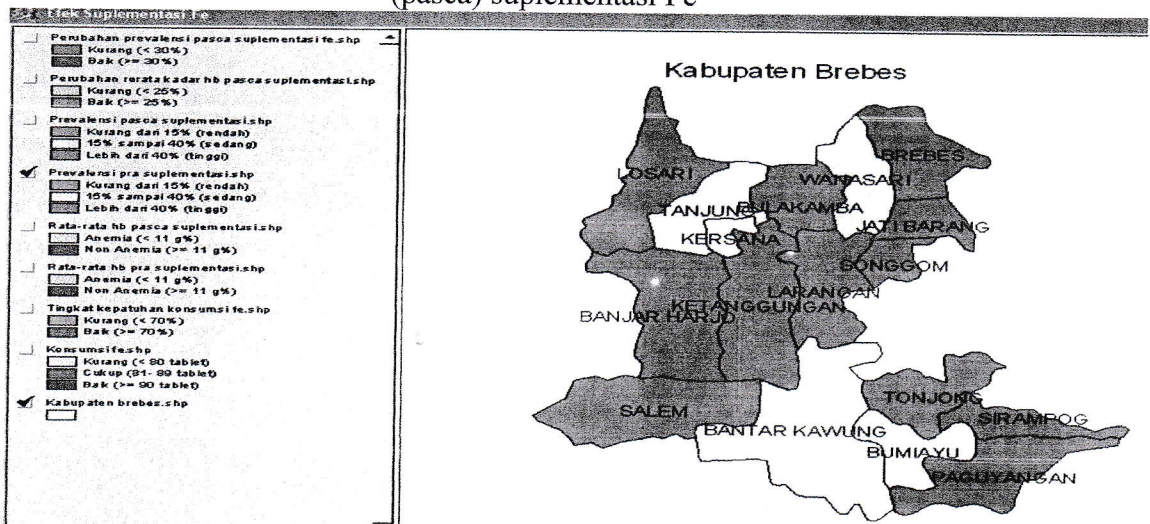 (pasca) suplementasi Fe
Efek Suplementasi Fe
Perubahan prevalensi pasca suplementasi fe.shp
Kurang (< 30%)
Baik (>= 30%)
Perubahan rerata kadar hb pasca suplementasi.shp
Kurang (< 25%)
Baik (>= 25%)
Prevalensi pasca suplementasi.shp
Kurang dari 15% (rendah)
15% sampai 40% (sedang)
Lebih dari 40% (tinggi)
Prevalensi pra suplementasi.shp
Kurang dari 15% (rendah)
15% sampai 40% (sedang)
Lebih dari 40% (tinggi)
Rata-rata hb pasca suplementasi.shp
Anemia (< 11 g%)
Non Anemia (>= 11 g%)
Rata-rata hb pra suplementasi.shp
Anemia (< 11 g%)
Non Anemia (>= 11 g%)
Tingkat kepatuhan konsumsi fe.shp
Kurang (< 70%)
Baik (>= 70%)
Konsumsi fe.shp
Kurang (< 80 tablet)
Cukup (81- 89 tablet)
Baik (>= 90 tablet)
Kabupaten brebes.shp
Kabupaten Brebes
BREBES
LOSARI
WANASARI
TANJUNG
BULAKAMBA
JATI BARANG
KERSANA
SONGGOM
LARANGAN
KETANGGUNGAN
BANJAR HARJO
TONJONG
SALEM
SIRAMPOG
BANTAR KAWUNG
BUMIAYU
PAGUYANGAN